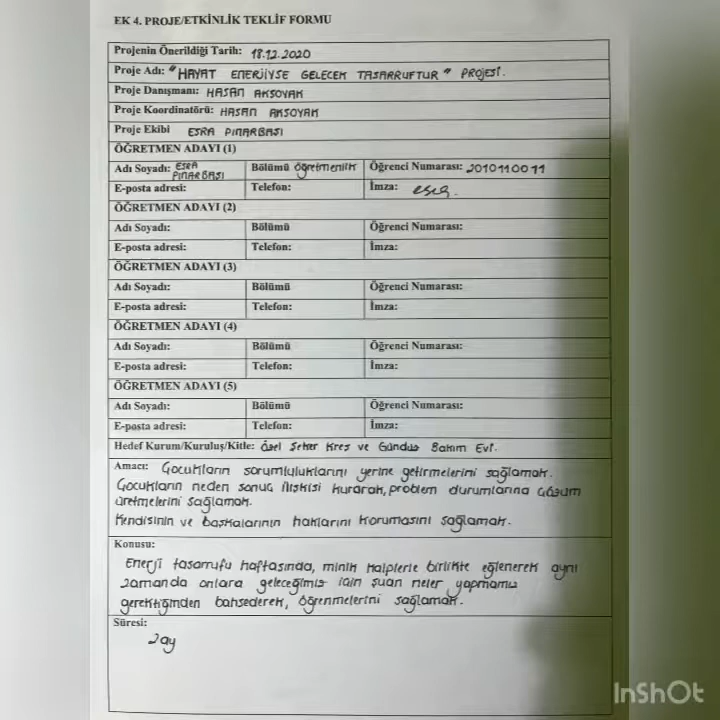 EK 4. PROJE/ETKİNLİK TEKLİF FORMU
Projenin Önerildiği Tarih: 18.12.2020
Proje Adı: "HAYAT ENERJİYSE GELECEK TASARRUFTUR" PROJESİ.
Proje Danışmanı: HASAN AKSOYAK
Proje Koordinatörü: HASAN AKSOYAK
Proje Ekibi ESRA PINARBAŞI
ÖĞRETMEN ADAYI (1)
Adı Soyadı: ESRA PINARBAŞI Bölümü öğretmenlik Öğrenci Numarası: 2010110011
E-posta adresi: Telefon: İmza: esra.
ÖĞRETMEN ADAYI (2)
Adı Soyadı: Bölümü Öğrenci Numarası:
E-posta adresi: Telefon: İmza:
ÖĞRETMEN ADAYI (3)
Adı Soyadı: Bölümü Öğrenci Numarası:
E-posta adresi: Telefon: İmza:
ÖĞRETMEN ADAYI (4)
Adı Soyadı: Bölümü Öğrenci Numarası:
E-posta adresi: Telefon: İmza:
ÖĞRETMEN ADAYI (5)
Adı Soyadı: Bölümü Öğrenci Numarası:
E-posta adresi: Telefon: İmza:
Hedef Kurum/Kuruluş/Kitle: Özel Şeker Kreş ve Gündüz Bakım Evi.
Amacı: Çocukların sorumluluklarını yerine getirmelerini sağlamak.
Çocukların neden sonuç ilişkisi kurarak, problem durumlarına çözüm
üretmelerini sağlamak.
Kendisinin ve başkalarının haklarını korumasını sağlamak.
Konusu:
Enerji tasarrufu haftasında, minik kalplerle birlikte eğlenerek aynı
zamanda onlara geleceğimiz için şuan neler yapmamız
gerektiğinden bahsederek, öğrenmelerini sağlamak.
Süresi:
2ay
InShOt